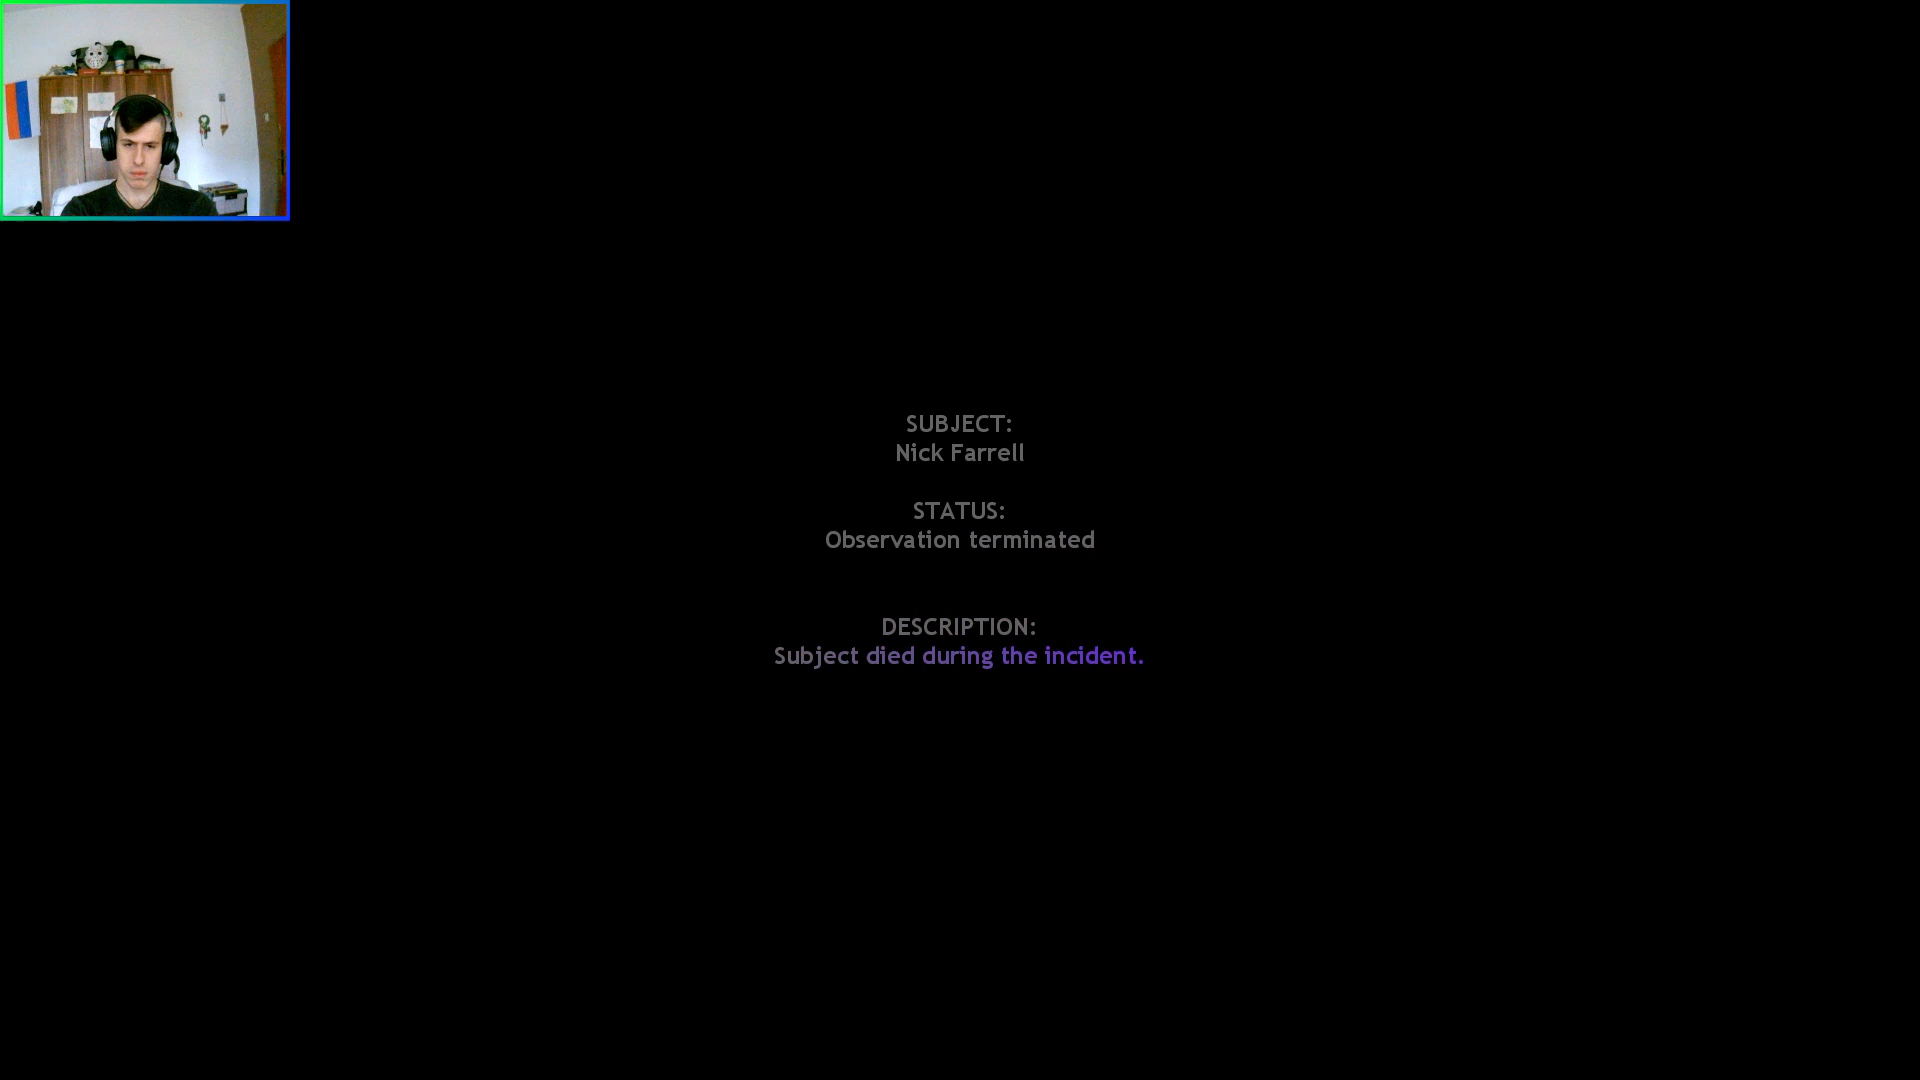 SUBJECT:
Nick Farrell
STATUS:
Observation terminated
DESCRIPTION:
Subject died during the incident.